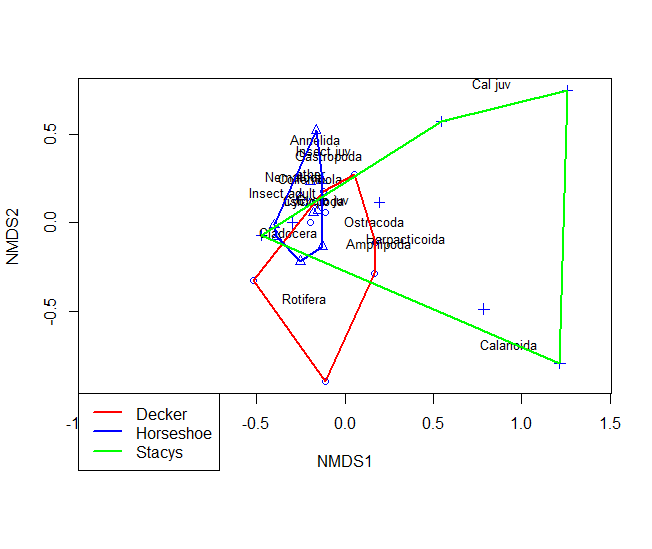 Cal juv
0.5
Annelida
Insect juv
Gastropoda
Insect adult
0.0
Ostracoda
Cladocera
Harpacticoida
Amphipoda
Rotifera
-0.5
Calanoida
NMDS2
-1
-0.5
0.0
0.5
1.0
1.5
Decker
Horseshoe
Stacys
NMDS1